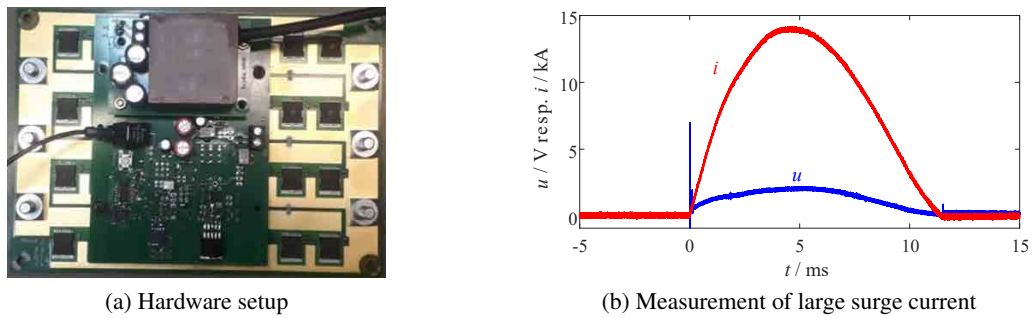 15
10
5
0
u / V resp. i / kA
i
u
-5
0
5
10
15
t / ms
(a) Hardware setup
(b) Measurement of large surge current